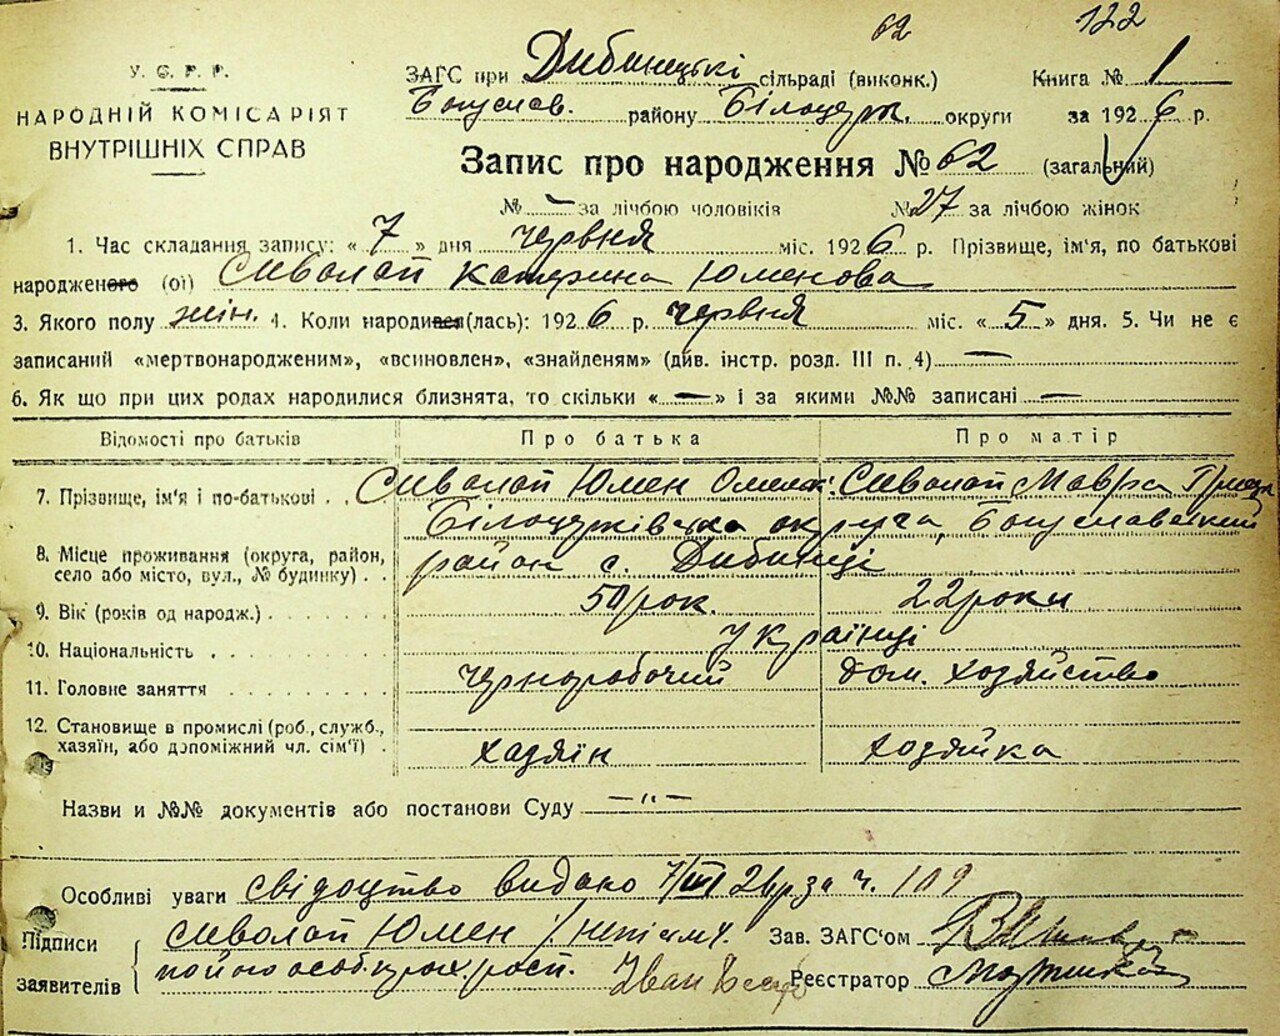 62 122
У. С. Р. Р.
НАРОДНІЙ КОМІСАРІЯТ
ВНУТРІШНІХ СПРАВ
ЗАГС при Дибинецькі сільраді (виконк.) Книга № 1
Богуслав. району Білоцерк. округи за 1926 р.
Запис про народження № 62 (загальний)
№ — за лічбою чоловіків № 27 за лічбою жінок
1. Час складання запису: « 7 » дня червня міс. 1926 р. Прізвище, ім'я, по батькові
народженого (ої) Сиволап Катерина Юменова
3. Якого полу жін. 4. Коли народився(лась): 1926 р. червня міс. « 5 » дня. 5. Чи не є
записаний «мертвонародженим», «всиновлен», «знайденям» (див. інстр. розд. III п. 4) —
6. Як що при цих родах народилися близнята, то скільки « — » і за якими №№ записані —
Відомості про батьків Про батька Про матір
7. Прізвище, ім'я і по-батькові . . Сиволап Юмен Омельк. Сиволап Мавра
Білоцерківська округа, Богуславський
8. Місце проживання (округа, район, район с. Дибинці
село або місто, вул., № будинку) . .
9. Вік (років од народж.) . . . . . . . 50 рок. 22 роки
10. Національність . . . . . . . . . українці
11. Головне заняття . . . . . . . . . чорноробочий дом. хозяйство
12. Становище в промислі (роб., служб.,
хазяїн, або допоміжний чл. сім'ї) . хазяїн хозяйка
Назви и №№ документів або постанови Суду —"—
Особливі уваги свідоцтво видано 7/VI 26 р за ч. 109
Підписи Сиволап Юмен Зав. ЗАГС'ом
заявителів Іван Реєстратор